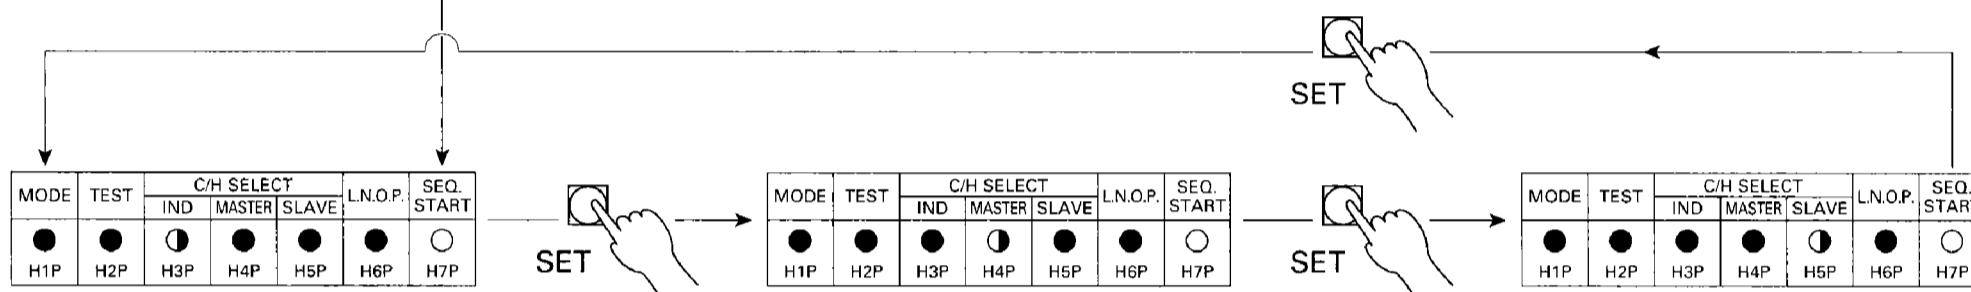 SET
MODE TEST C/H SELECT L.N.O.P. SEQ. START
IND MASTER SLAVE
H1P H2P H3P H4P H5P H6P H7P
SET
MODE TEST C/H SELECT L.N.O.P. SEQ. START
IND MASTER SLAVE
H1P H2P H3P H4P H5P H6P H7P
SET
MODE TEST C/H SELECT L.N.O.P. SEQ. START
IND MASTER SLAVE
H1P H2P H3P H4P H5P H6P H7P